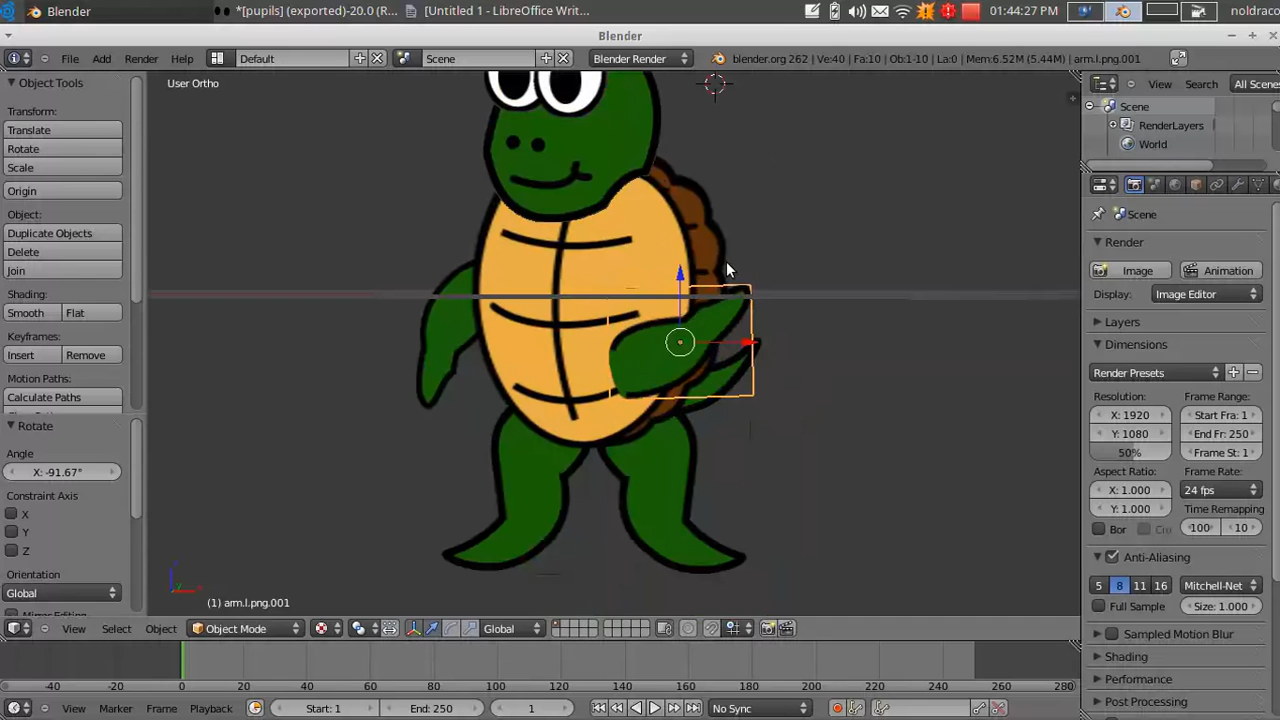 Blender
*[pupils] (exported)-20.0 (R...
[Untitled 1 - LibreOffice Writ...
01:44:27 PM
noldraco
Blender
File Add Render Help
Default
Scene
Blender Render
blender.org 262 | Ve:40 | Fa:10 | Ob:1-10 | La:0 | Mem:6.52M (5.44M) | arm.l.png.001
Object Tools
Transform:
Translate
Rotate
Scale
Origin
Object:
Duplicate Objects
Delete
Join
Shading:
Smooth Flat
Keyframes:
Insert Remove
Motion Paths:
Calculate Paths
Rotate
Angle
X: -91.67°
Constraint Axis
X
Y
Z
Orientation
Global
User Ortho
(1) arm.l.png.001
View Select Object
Object Mode
Global
-40 -20 0 20 40 60 80 100 120 140 160 180 200 220 240 260 280
View Marker Frame Playback
Start: 1
End: 250
1
No Sync
View Search All Scenes
Scene
RenderLayers
World
Scene
Render
Image
Animation
Display: Image Editor
Layers
Dimensions
Render Presets
Resolution: Frame Range:
X: 1920 Start Fra: 1
Y: 1080 End Fr: 250
50% Frame St: 1
Aspect Ratio: Frame Rate:
X: 1.000 24 fps
Y: 1.000 Time Remapping
Bor Cro 100 10
Anti-Aliasing
5 8 11 16 Mitchell-Net
Full Sample Size: 1.000
Sampled Motion Blur
Shading
Performance
Post Processing